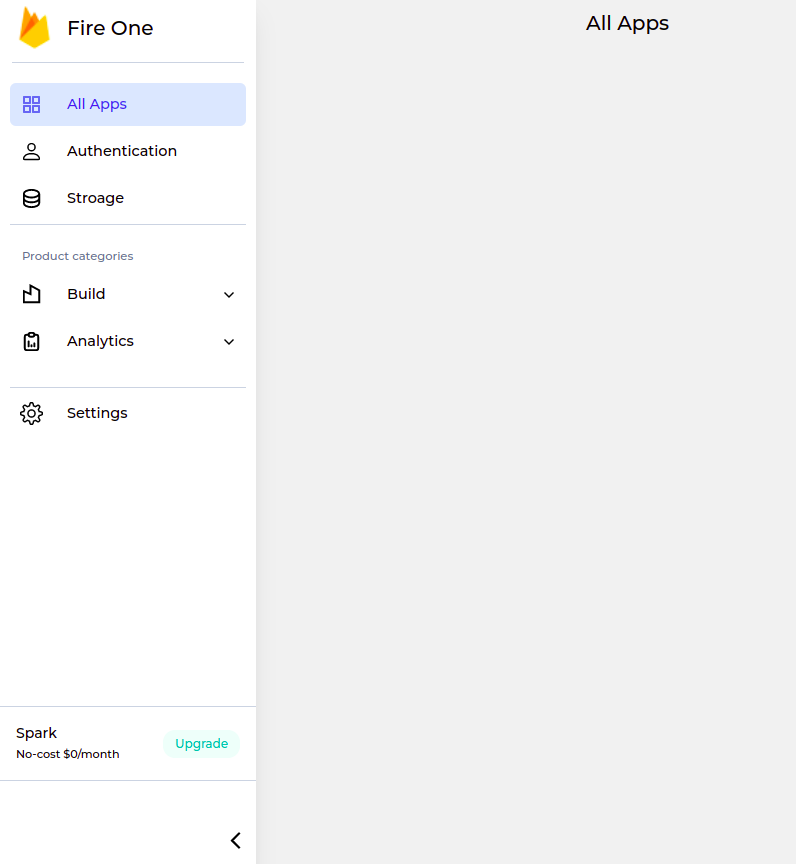 Fire One
All Apps
All Apps
Authentication
Stroage
Product categories
Build
Analytics
Settings
Spark
No-cost $0/month
Upgrade